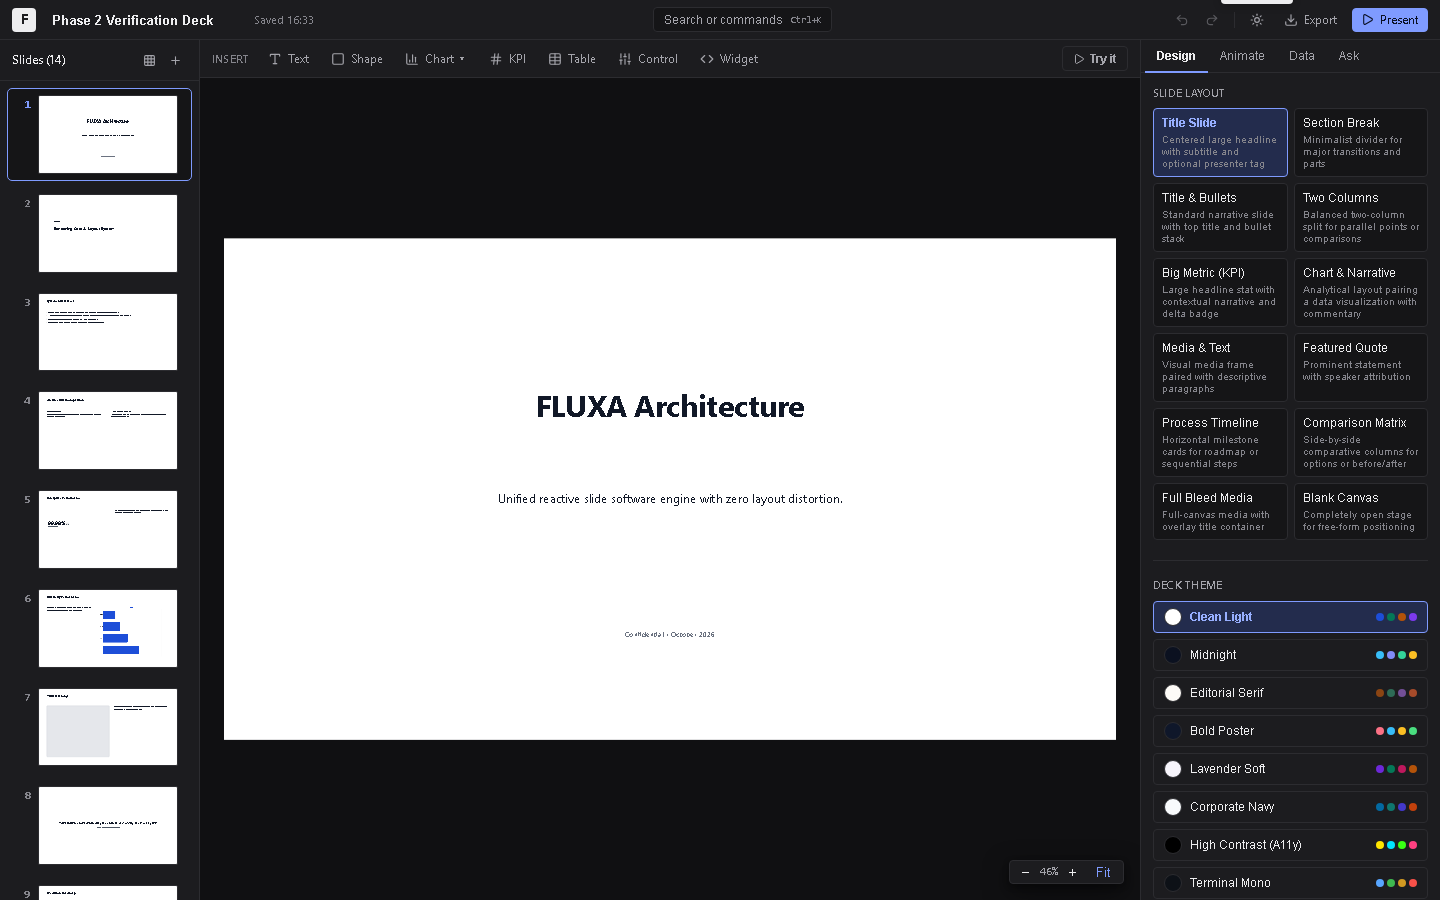 F
Phase 2 Verification Deck
Saved 16:33
Search or commands Ctrl+K
Export
Present
Slides (14)
INSERT
Text
Shape
Chart
KPI
Table
Control
Widget
Try it
Design
Animate
Data
Ask
1
FLUXA Architecture
2
3
4
5
99.99%
6
7
8
9
FLUXA Architecture
Unified reactive slide software engine with zero layout distortion.
Confidential • October 2026
46%
Fit
SLIDE LAYOUT
Title Slide
Centered large headline
with subtitle and
optional presenter tag
Section Break
Minimalist divider for
major transitions and
parts
Title & Bullets
Standard narrative slide
with top title and bullet
stack
Two Columns
Balanced two-column
split for parallel points or
comparisons
Big Metric (KPI)
Large headline stat with
contextual narrative and
delta badge
Chart & Narrative
Analytical layout pairing
a data visualization with
commentary
Media & Text
Visual media frame
paired with descriptive
paragraphs
Featured Quote
Prominent statement
with speaker attribution
Process Timeline
Horizontal milestone
cards for roadmap or
sequential steps
Comparison Matrix
Side-by-side
comparative columns for
options or before/after
Full Bleed Media
Full-canvas media with
overlay title container
Blank Canvas
Completely open stage
for free-form positioning
DECK THEME
Clean Light
Midnight
Editorial Serif
Bold Poster
Lavender Soft
Corporate Navy
High Contrast (A11y)
Terminal Mono